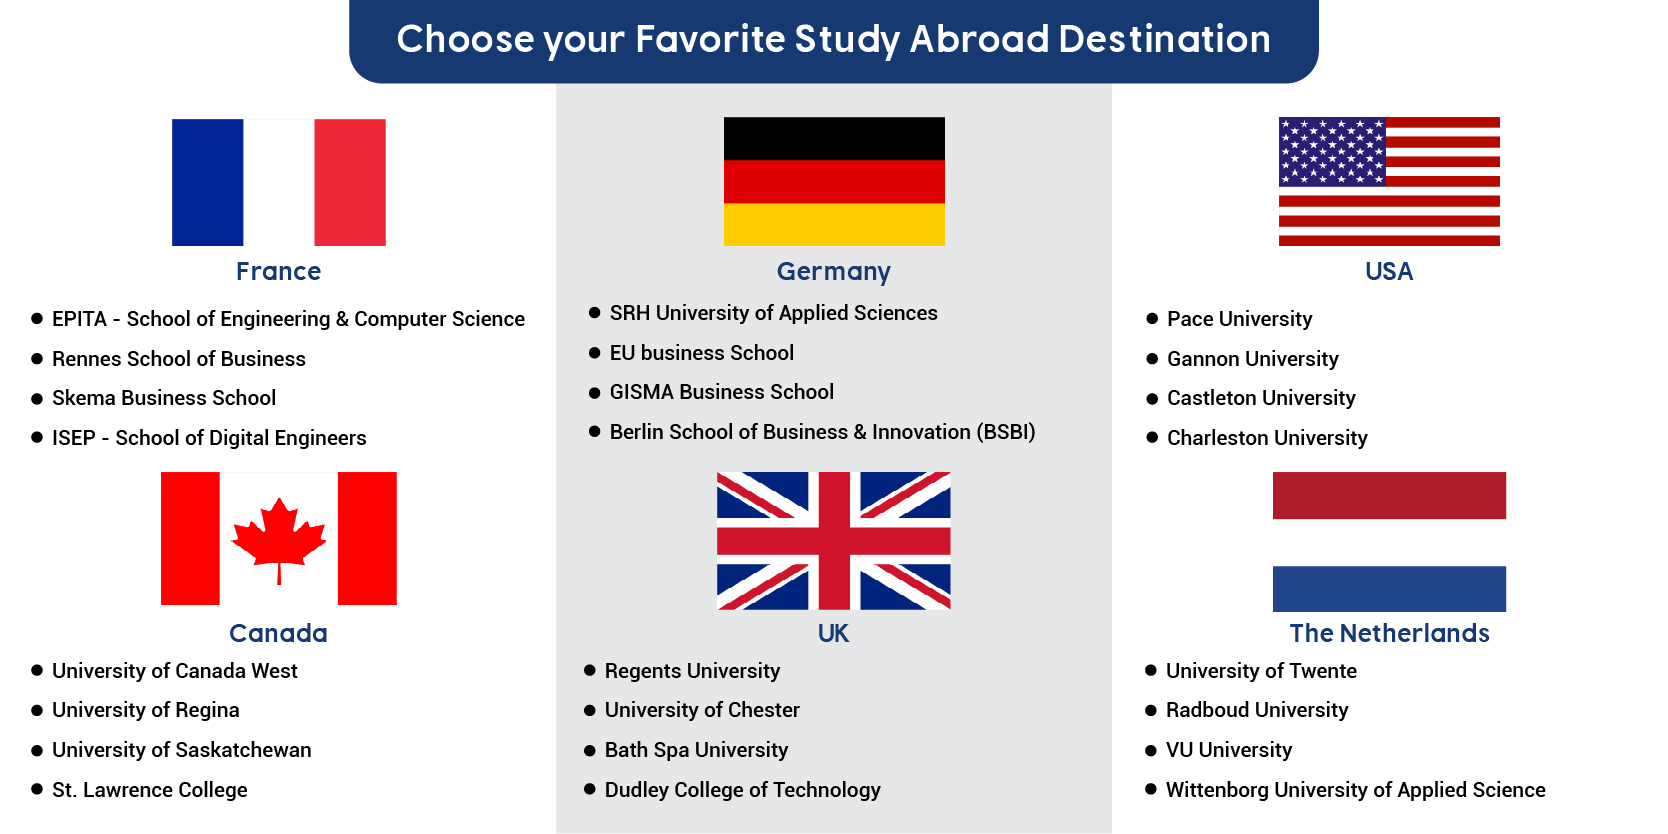 Choose your Favorite Study Abroad Destination
France
EPITA - School of Engineering & Computer Science
Rennes School of Business
Skema Business School
ISEP - School of Digital Engineers
Germany
SRH University of Applied Sciences
EU business School
GISMA Business School
Berlin School of Business & Innovation (BSBI)
USA
Pace University
Gannon University
Castleton University
Charleston University
Canada
University of Canada West
University of Regina
University of Saskatchewan
St. Lawrence College
UK
Regents University
University of Chester
Bath Spa University
Dudley College of Technology
The Netherlands
University of Twente
Radboud University
VU University
Wittenborg University of Applied Science